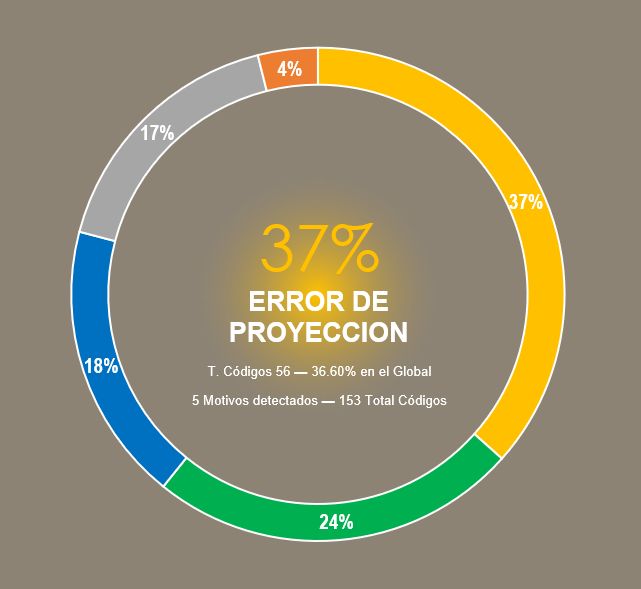 4%
17%
37%
37%
ERROR DE
PROYECCION
18%
T. Códigos 56 — 36.60% en el Global
5 Motivos detectados — 153 Total Códigos
24%